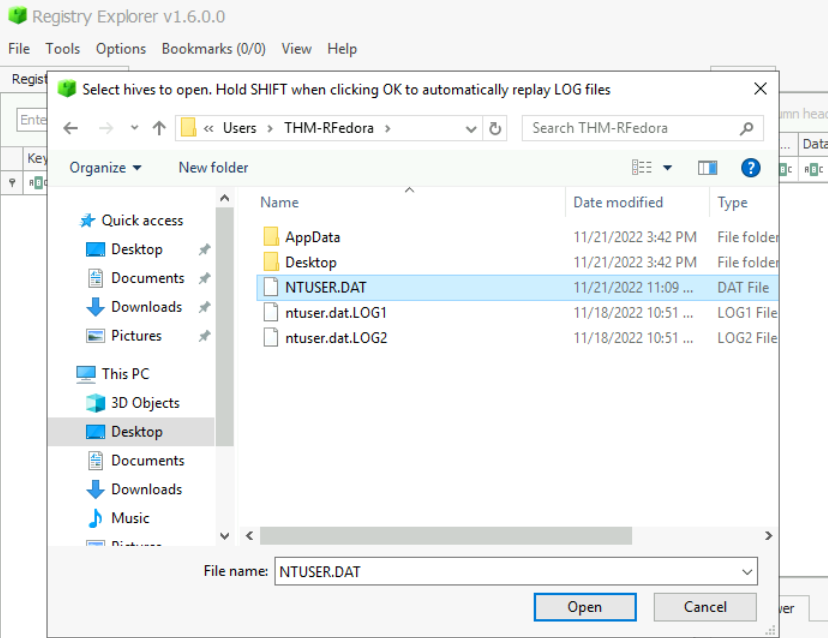 Registry Explorer v1.6.0.0
File Tools Options Bookmarks (0/0) View Help
Regist
Select hives to open. Hold SHIFT when clicking OK to automatically replay LOG files
Ente
« Users › THM-RFedora ›
Search THM-RFedora
umn head
Key
Data
Organize
New folder
Name Date modified Type
Quick access
Desktop
Documents
Downloads
Pictures
This PC
3D Objects
Desktop
Documents
Downloads
Music
Pictures
AppData 11/21/2022 3:42 PM File folder
Desktop 11/21/2022 3:42 PM File folder
NTUSER.DAT 11/21/2022 11:09 ... DAT File
ntuser.dat.LOG1 11/18/2022 10:51 ... LOG1 File
ntuser.dat.LOG2 11/18/2022 10:51 ... LOG2 File
File name: NTUSER.DAT
Open Cancel
wer